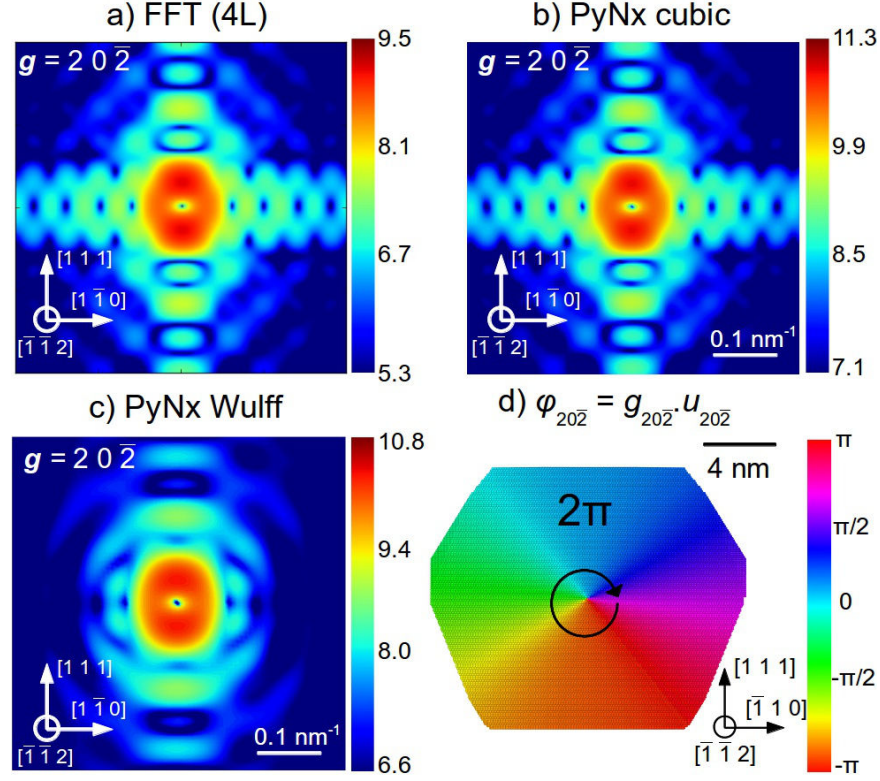 a) FFT (4L)
g = 2 0 2̅
9.5
8.1
6.7
5.3
[1 1 1]
[1 1̅ 0]
[1̅ 1̅ 2]
b) PyNx cubic
g = 2 0 2̅
11.3
9.9
8.5
7.1
[1 1 1]
[1 1̅ 0]
[1̅ 1̅ 2]
0.1 nm⁻¹
c) PyNx Wulff
g = 2 0 2̅
10.8
9.4
8.0
6.6
[1 1 1]
[1 1̅ 0]
[1̅ 1̅ 2]
0.1 nm⁻¹
d) φ₂₀₂̅ = g₂₀₂̅.u₂₀₂̅
4 nm
2π
π
π/2
0
-π/2
-π
[1 1 1]
[1̅ 1 0]
[1̅ 1̅ 2]